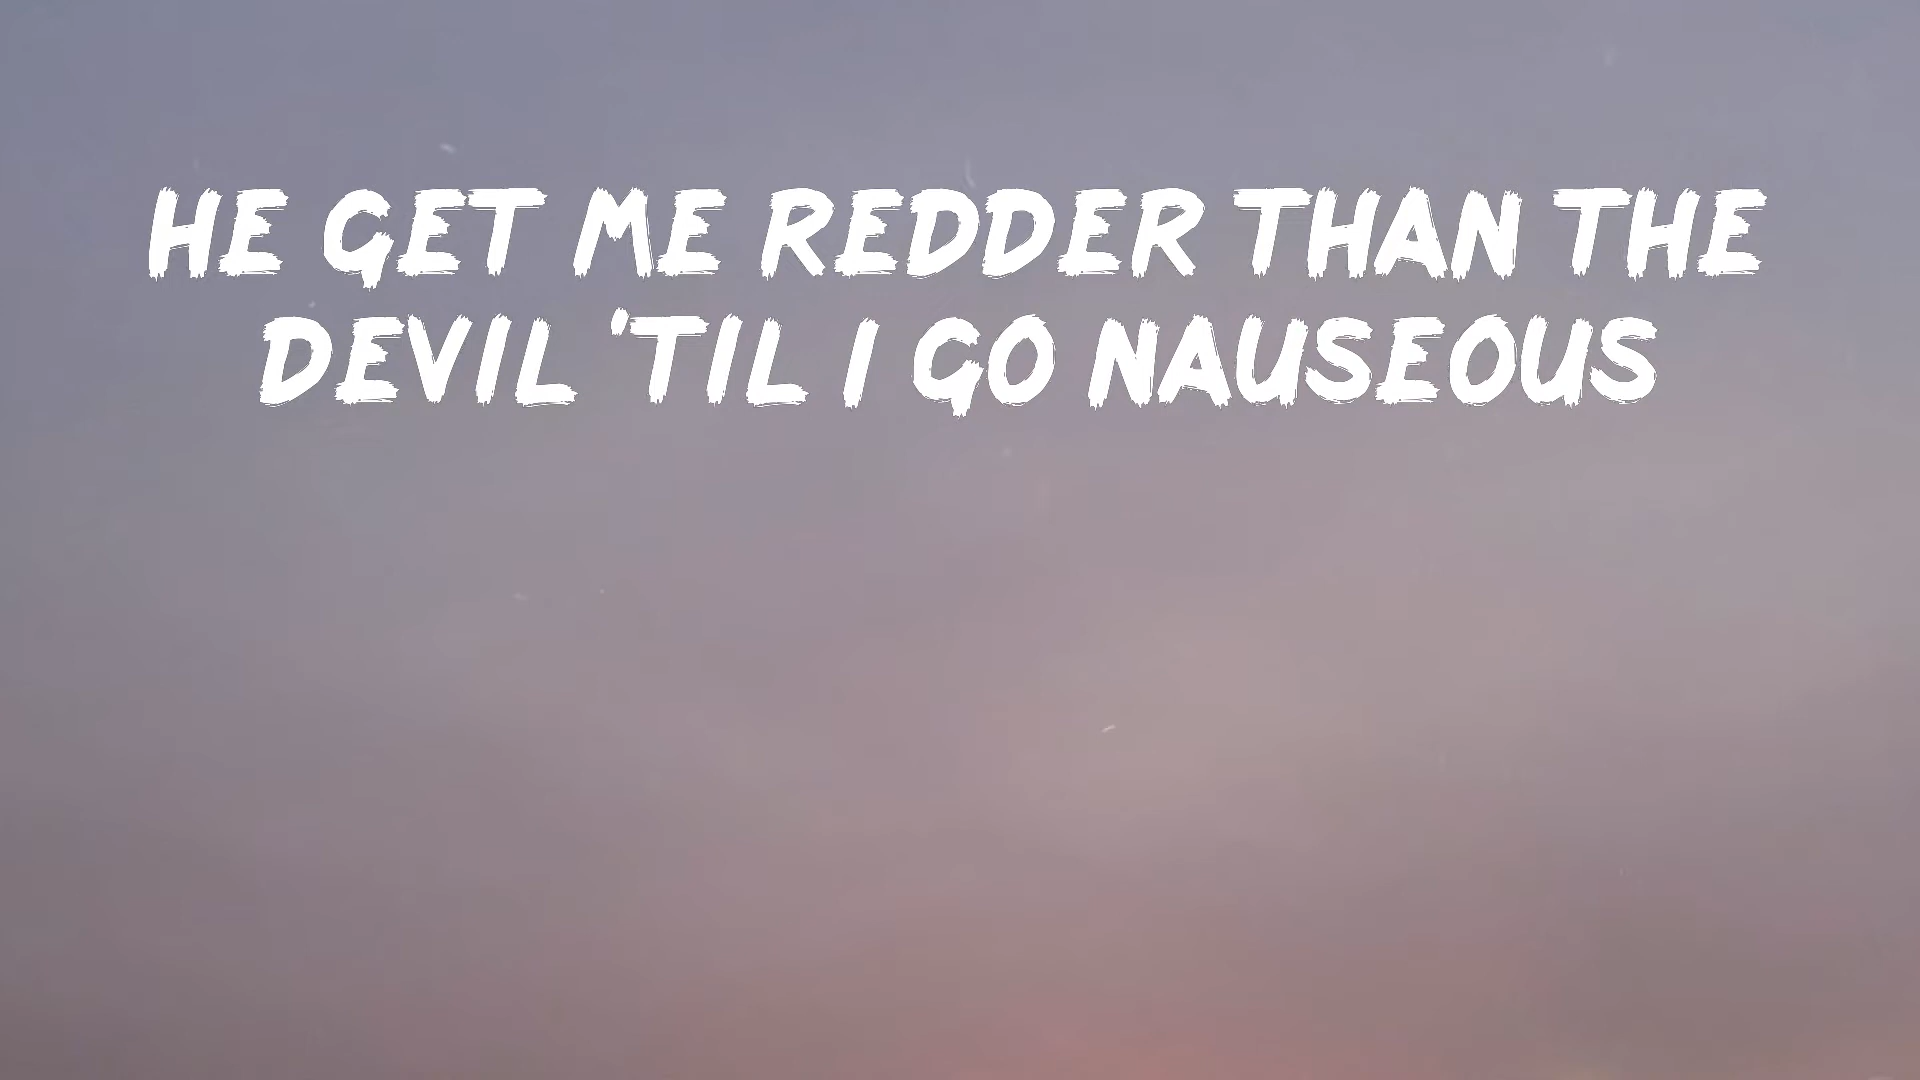 HE GET ME REDDER THAN THE
DEVIL 'TIL I GO NAUSEOUS